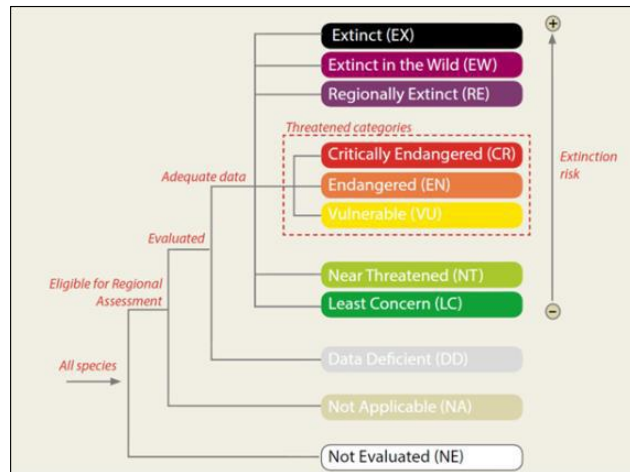 Extinct (EX)
Extinct in the Wild (EW)
Regionally Extinct (RE)
Threatened categories
Critically Endangered (CR)
Adequate data
Endangered (EN)
Extinction
risk
Vulnerable (VU)
Evaluated
Near Threatened (NT)
Eligible for Regional
Assessment
Least Concern (LC)
All species
Data Deficient (DD)
Not Applicable (NA)
Not Evaluated (NE)